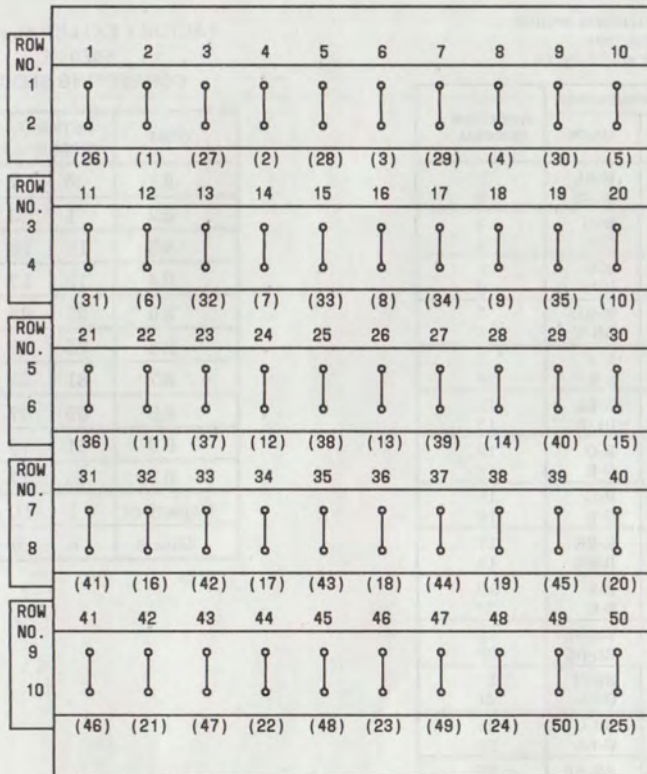 ROW NO. 1 2 3 4 5 6 7 8 9 10
1
2
(26) (1) (27) (2) (28) (3) (29) (4) (30) (5)
ROW NO. 11 12 13 14 15 16 17 18 19 20
3
4
(31) (6) (32) (7) (33) (8) (34) (9) (35) (10)
ROW NO. 21 22 23 24 25 26 27 28 29 30
5
6
(36) (11) (37) (12) (38) (13) (39) (14) (40) (15)
ROW NO. 31 32 33 34 35 36 37 38 39 40
7
8
(41) (16) (42) (17) (43) (18) (44) (19) (45) (20)
ROW NO. 41 42 43 44 45 46 47 48 49 50
9
10
(46) (21) (47) (22) (48) (23) (49) (24) (50) (25)